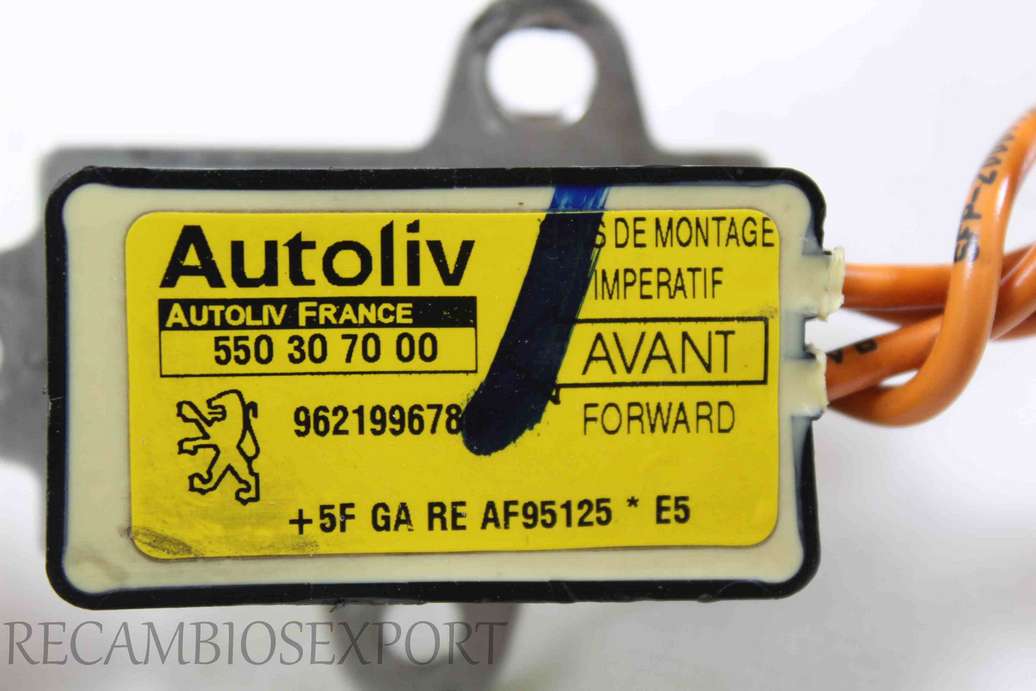 Autoliv
AUTOLIV FRANCE
550 30 70 00
962199678
S DE MONTAGE
IMPERATIF
AVANT
FORWARD
+5F GA RE AF95125 * E5
RECAMBIOSEXPORT